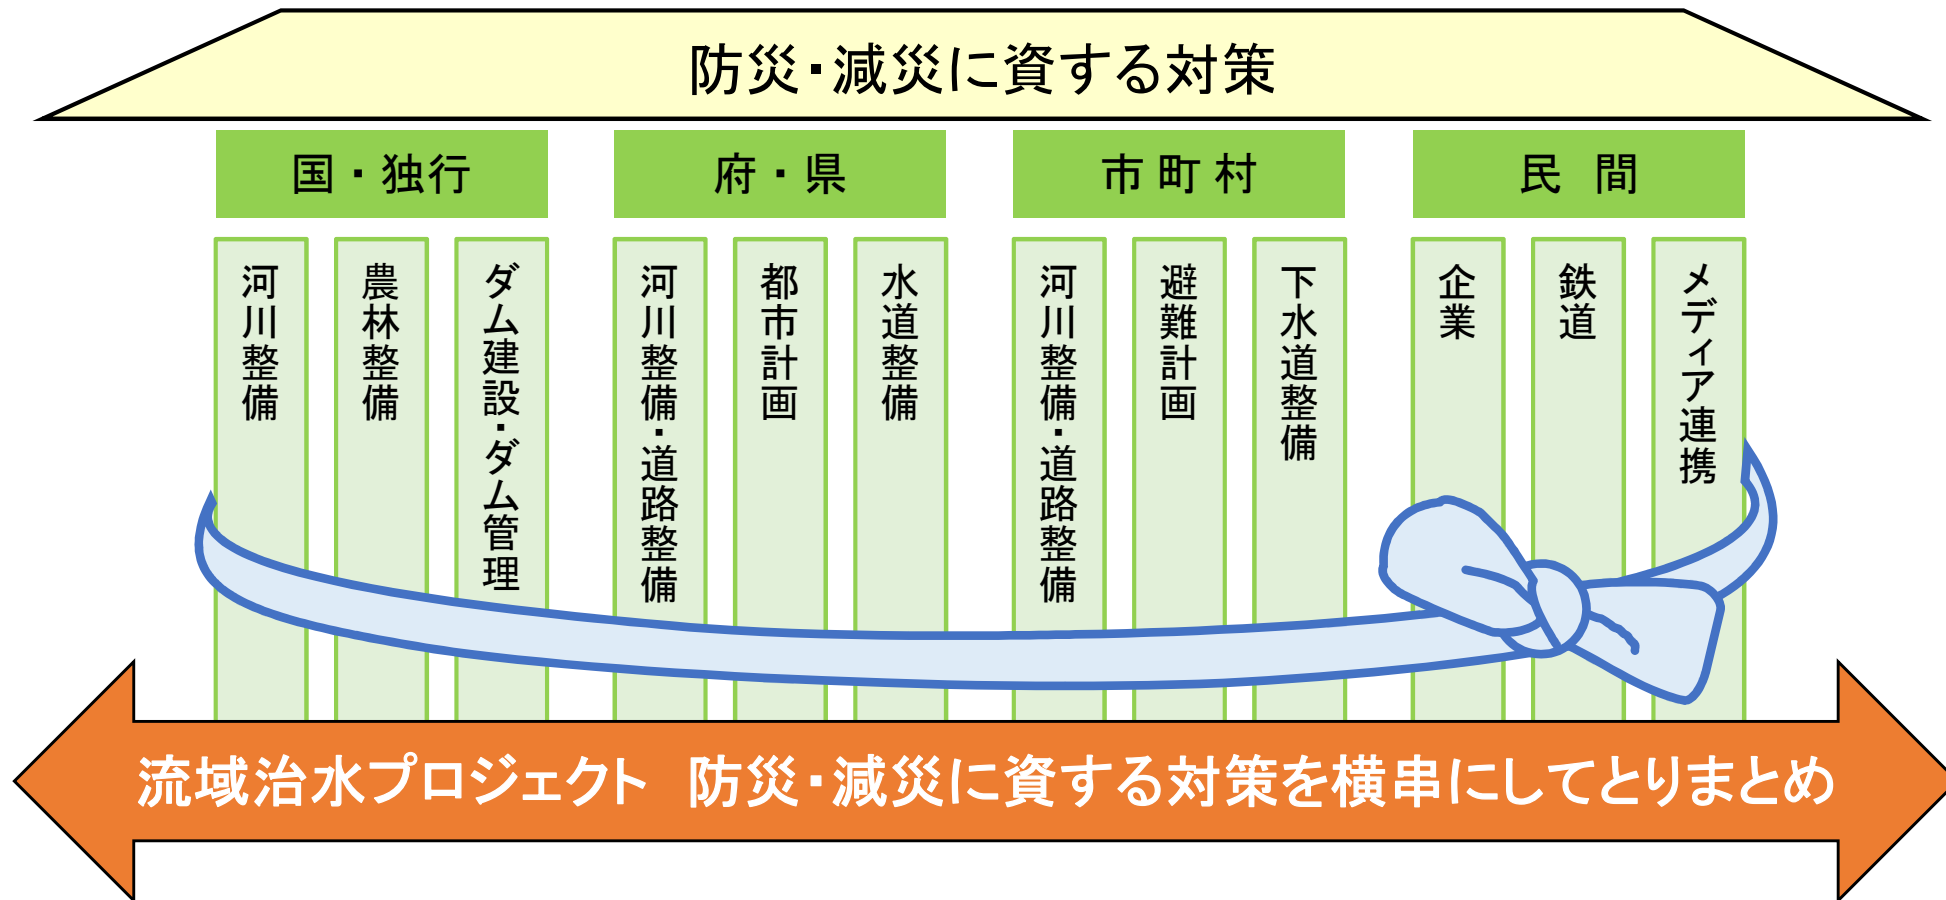 防災・減災に資する対策
国・独行
府・県
市町村
民　間
河川整備
農林整備
ダム建設・ダム管理
河川整備・道路整備
都市計画
水道整備
河川整備・道路整備
避難計画
下水道整備
企業
鉄道
メディア連携
流域治水プロジェクト　防災・減災に資する対策を横串にしてとりまとめ